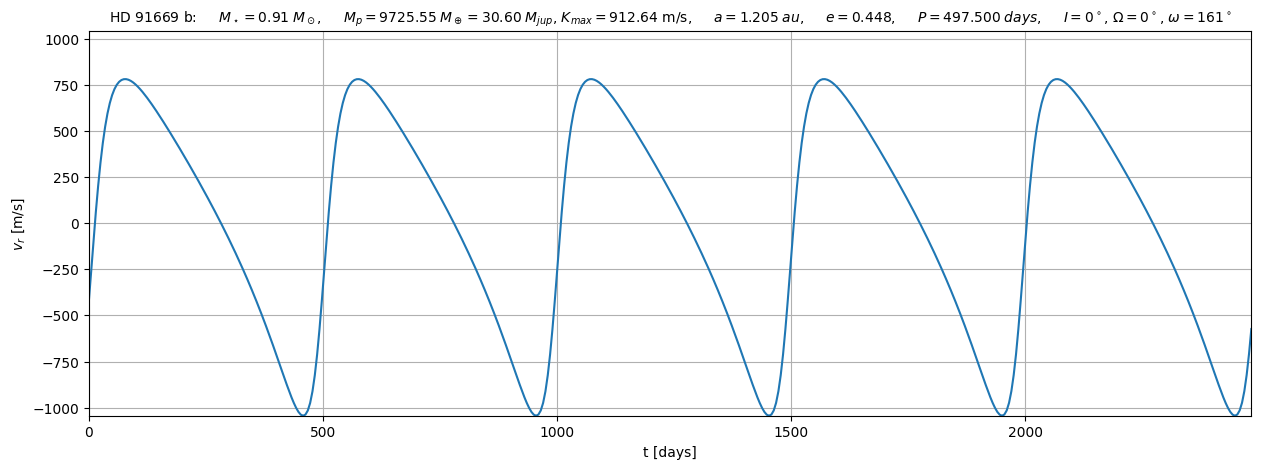 HD 91669 b: M⋆ = 0.91 M⊙, Mp = 9725.55 M⊕ = 30.60 Mjup, Kmax = 912.64 m/s, a = 1.205 au, e = 0.448, P = 497.500 days, I = 0°, Ω = 0°, ω = 161°
1000
750
500
250
0
−250
−500
−750
−1000
vr [m/s]
0 500 1000 1500 2000
t [days]